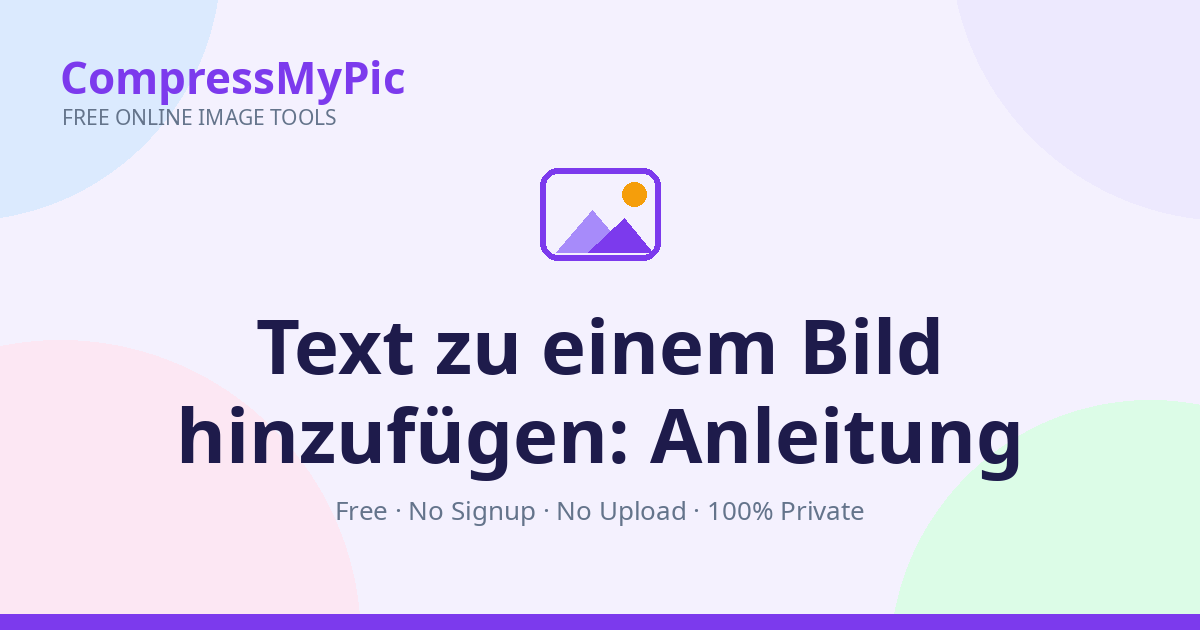 CompressMyPic
FREE ONLINE IMAGE TOOLS
Text zu einem Bild
hinzufügen: Anleitung
Free · No Signup · No Upload · 100% Private